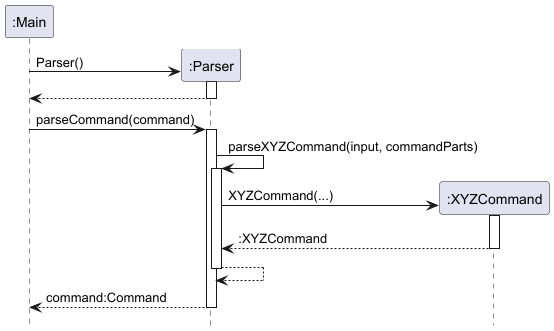 :Main
Parser()
:Parser
parseCommand(command)
parseXYZCommand(input, commandParts)
XYZCommand(...)
:XYZCommand
:XYZCommand
command:Command